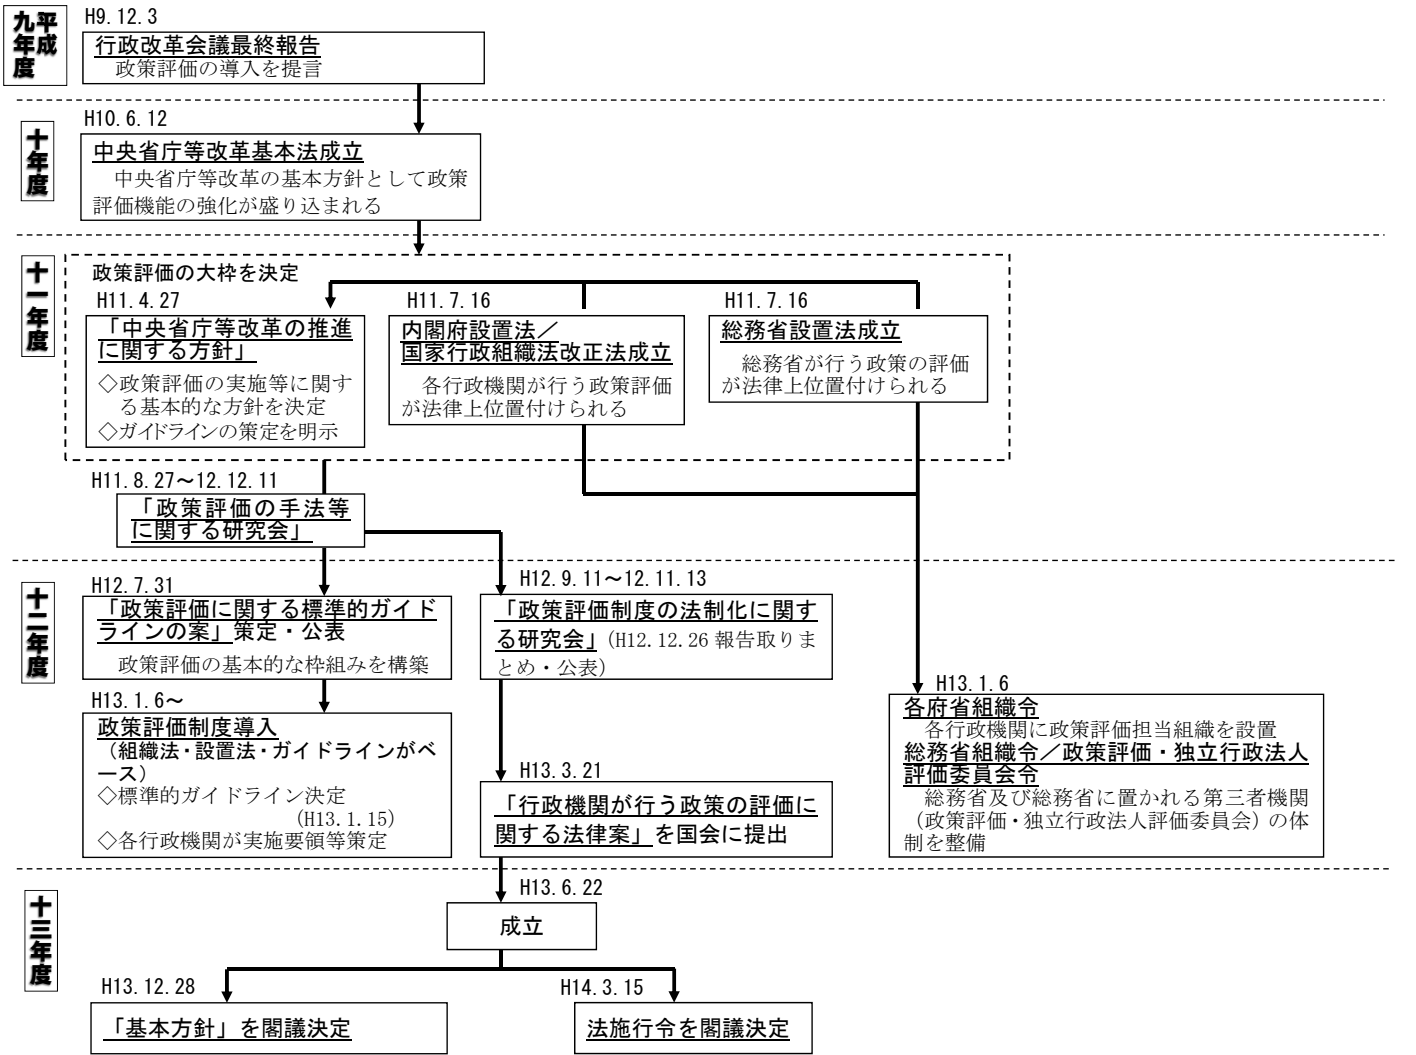 平成
九年度
H9.12.3
行政改革会議最終報告
政策評価の導入を提言
十年度
H10.6.12
中央省庁等改革基本法成立
中央省庁等改革の基本方針として政策
評価機能の強化が盛り込まれる
十一年度
政策評価の大枠を決定
H11.4.27
「中央省庁等改革の推進
に関する方針」
◇政策評価の実施等に関す
る基本的な方針を決定
◇ガイドラインの策定を明示
H11.7.16
内閣府設置法／
国家行政組織法改正法成立
各行政機関が行う政策評価
が法律上位置付けられる
H11.7.16
総務省設置法成立
総務省が行う政策の評価
が法律上位置付けられる
H11.8.27～12.12.11
「政策評価の手法等
に関する研究会」
十二年度
H12.7.31
「政策評価に関する標準的ガイド
ラインの案」策定・公表
政策評価の基本的な枠組みを構築
H13.1.6～
政策評価制度導入
（組織法・設置法・ガイドラインがベ
ース）
◇標準的ガイドライン決定
(H13.1.15)
◇各行政機関が実施要領等策定
H12.9.11～12.11.13
「政策評価制度の法制化に関す
る研究会」(H12.12.26 報告取りま
とめ・公表)
H13.3.21
「行政機関が行う政策の評価に
関する法律案」を国会に提出
H13.1.6
各府省組織令
各行政機関に政策評価担当組織を設置
総務省組織令／政策評価・独立行政法人
評価委員会令
総務省及び総務省に置かれる第三者機関
（政策評価・独立行政法人評価委員会）の体
制を整備
十三年度
H13.6.22
成立
H13.12.28
「基本方針」を閣議決定
H14.3.15
法施行令を閣議決定